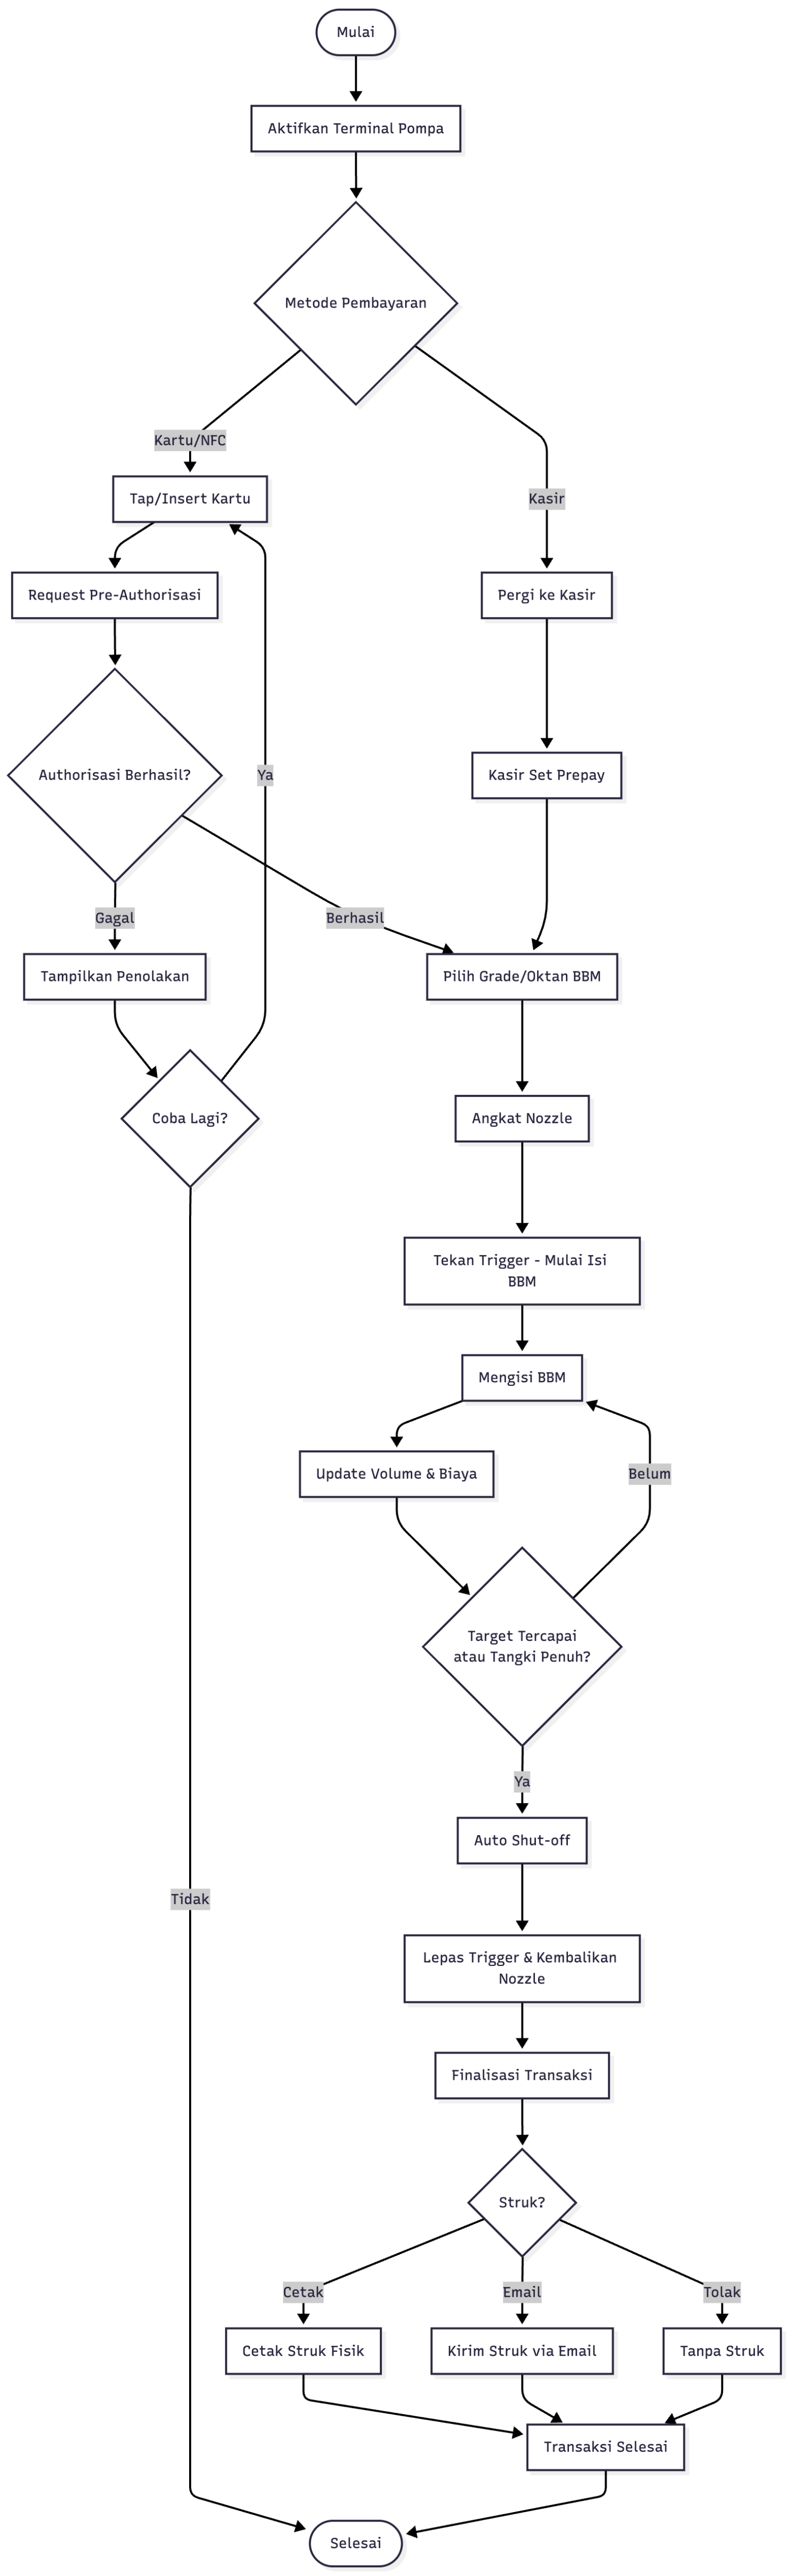 Mulai
Aktifkan Terminal Pompa
Metode Pembayaran
Kartu/NFC
Tap/Insert Kartu
Kasir
Request Pre-Authorisasi
Pergi ke Kasir
Authorisasi Berhasil?
Ya
Kasir Set Prepay
Gagal
Berhasil
Tampilkan Penolakan
Pilih Grade/Oktan BBM
Coba Lagi?
Angkat Nozzle
Tekan Trigger - Mulai Isi
BBM
Mengisi BBM
Update Volume & Biaya
Belum
Target Tercapai
atau Tangki Penuh?
Ya
Auto Shut-off
Tidak
Lepas Trigger & Kembalikan
Nozzle
Finalisasi Transaksi
Struk?
Cetak
Email
Tolak
Cetak Struk Fisik
Kirim Struk via Email
Tanpa Struk
Transaksi Selesai
Selesai